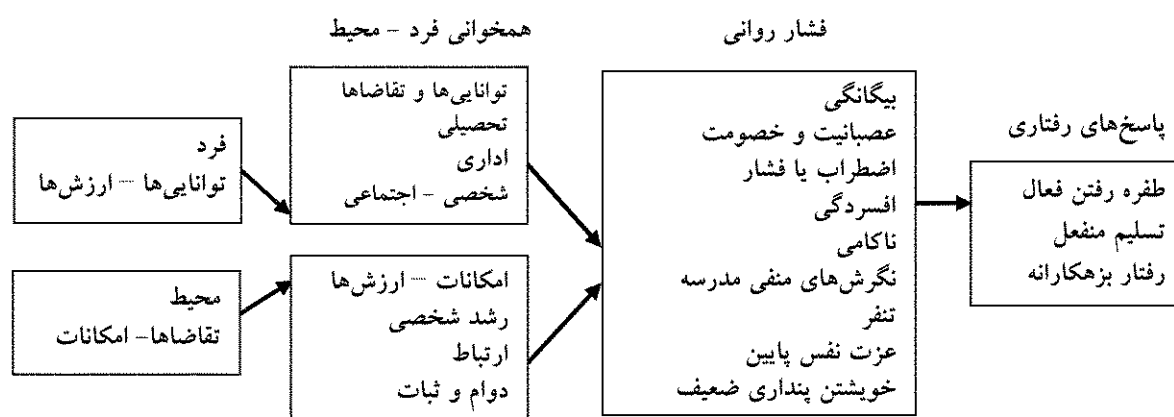 همخوانی فرد – محیط
فشار روانی
پاسخ‌های رفتاری
فرد
توانایی‌ها – ارزش‌ها
محیط
تقاضاها– امکانات
توانایی‌ها و تقاضاها
تحصیلی
اداری
شخصی – اجتماعی
امکانات – ارزش‌ها
رشد شخصی
ارتباط
دوام و ثبات
بیگانگی
عصبانیت و خصومت
اضطراب یا فشار
افسردگی
ناکامی
نگرش‌های منفی مدرسه
تنفر
عزت نفس پایین
خویشتن پنداری ضعیف
طفره رفتن فعال
تسلیم منفعل
رفتار بزهکارانه